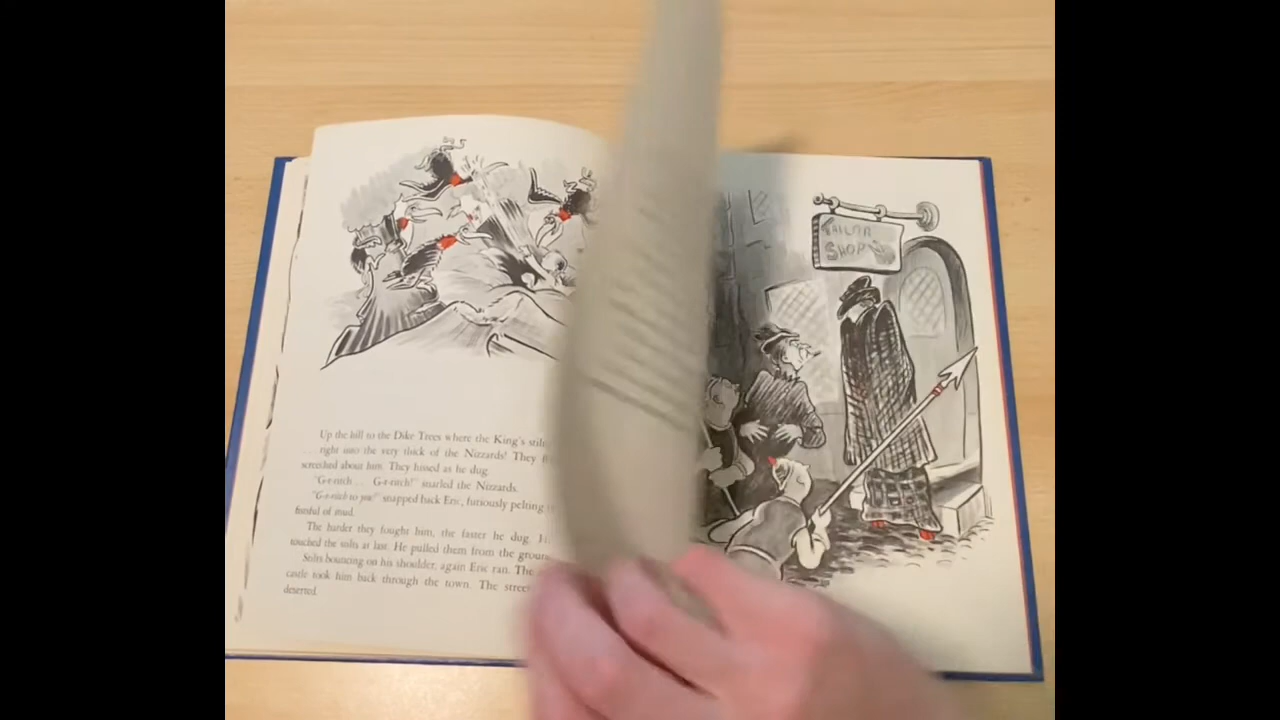 Up the hill to the Dike Trees where the King's stilts
. . right into the very thick of the Nizzards! They
screeched about him. They hissed as he dug.
"G-r-ritch . . G-r-ritch!" snarled the Nizzards.
"G-r-ritch to you!" snapped back Eric, furiously pelting
fistful of mud.
The harder they fought him, the faster he dug.
touched the stilts at last. He pulled them from the ground
Stilts bouncing on his shoulder, again Eric ran. The
castle took him back through the town. The streets
deserted.
TAILOR
SHOP